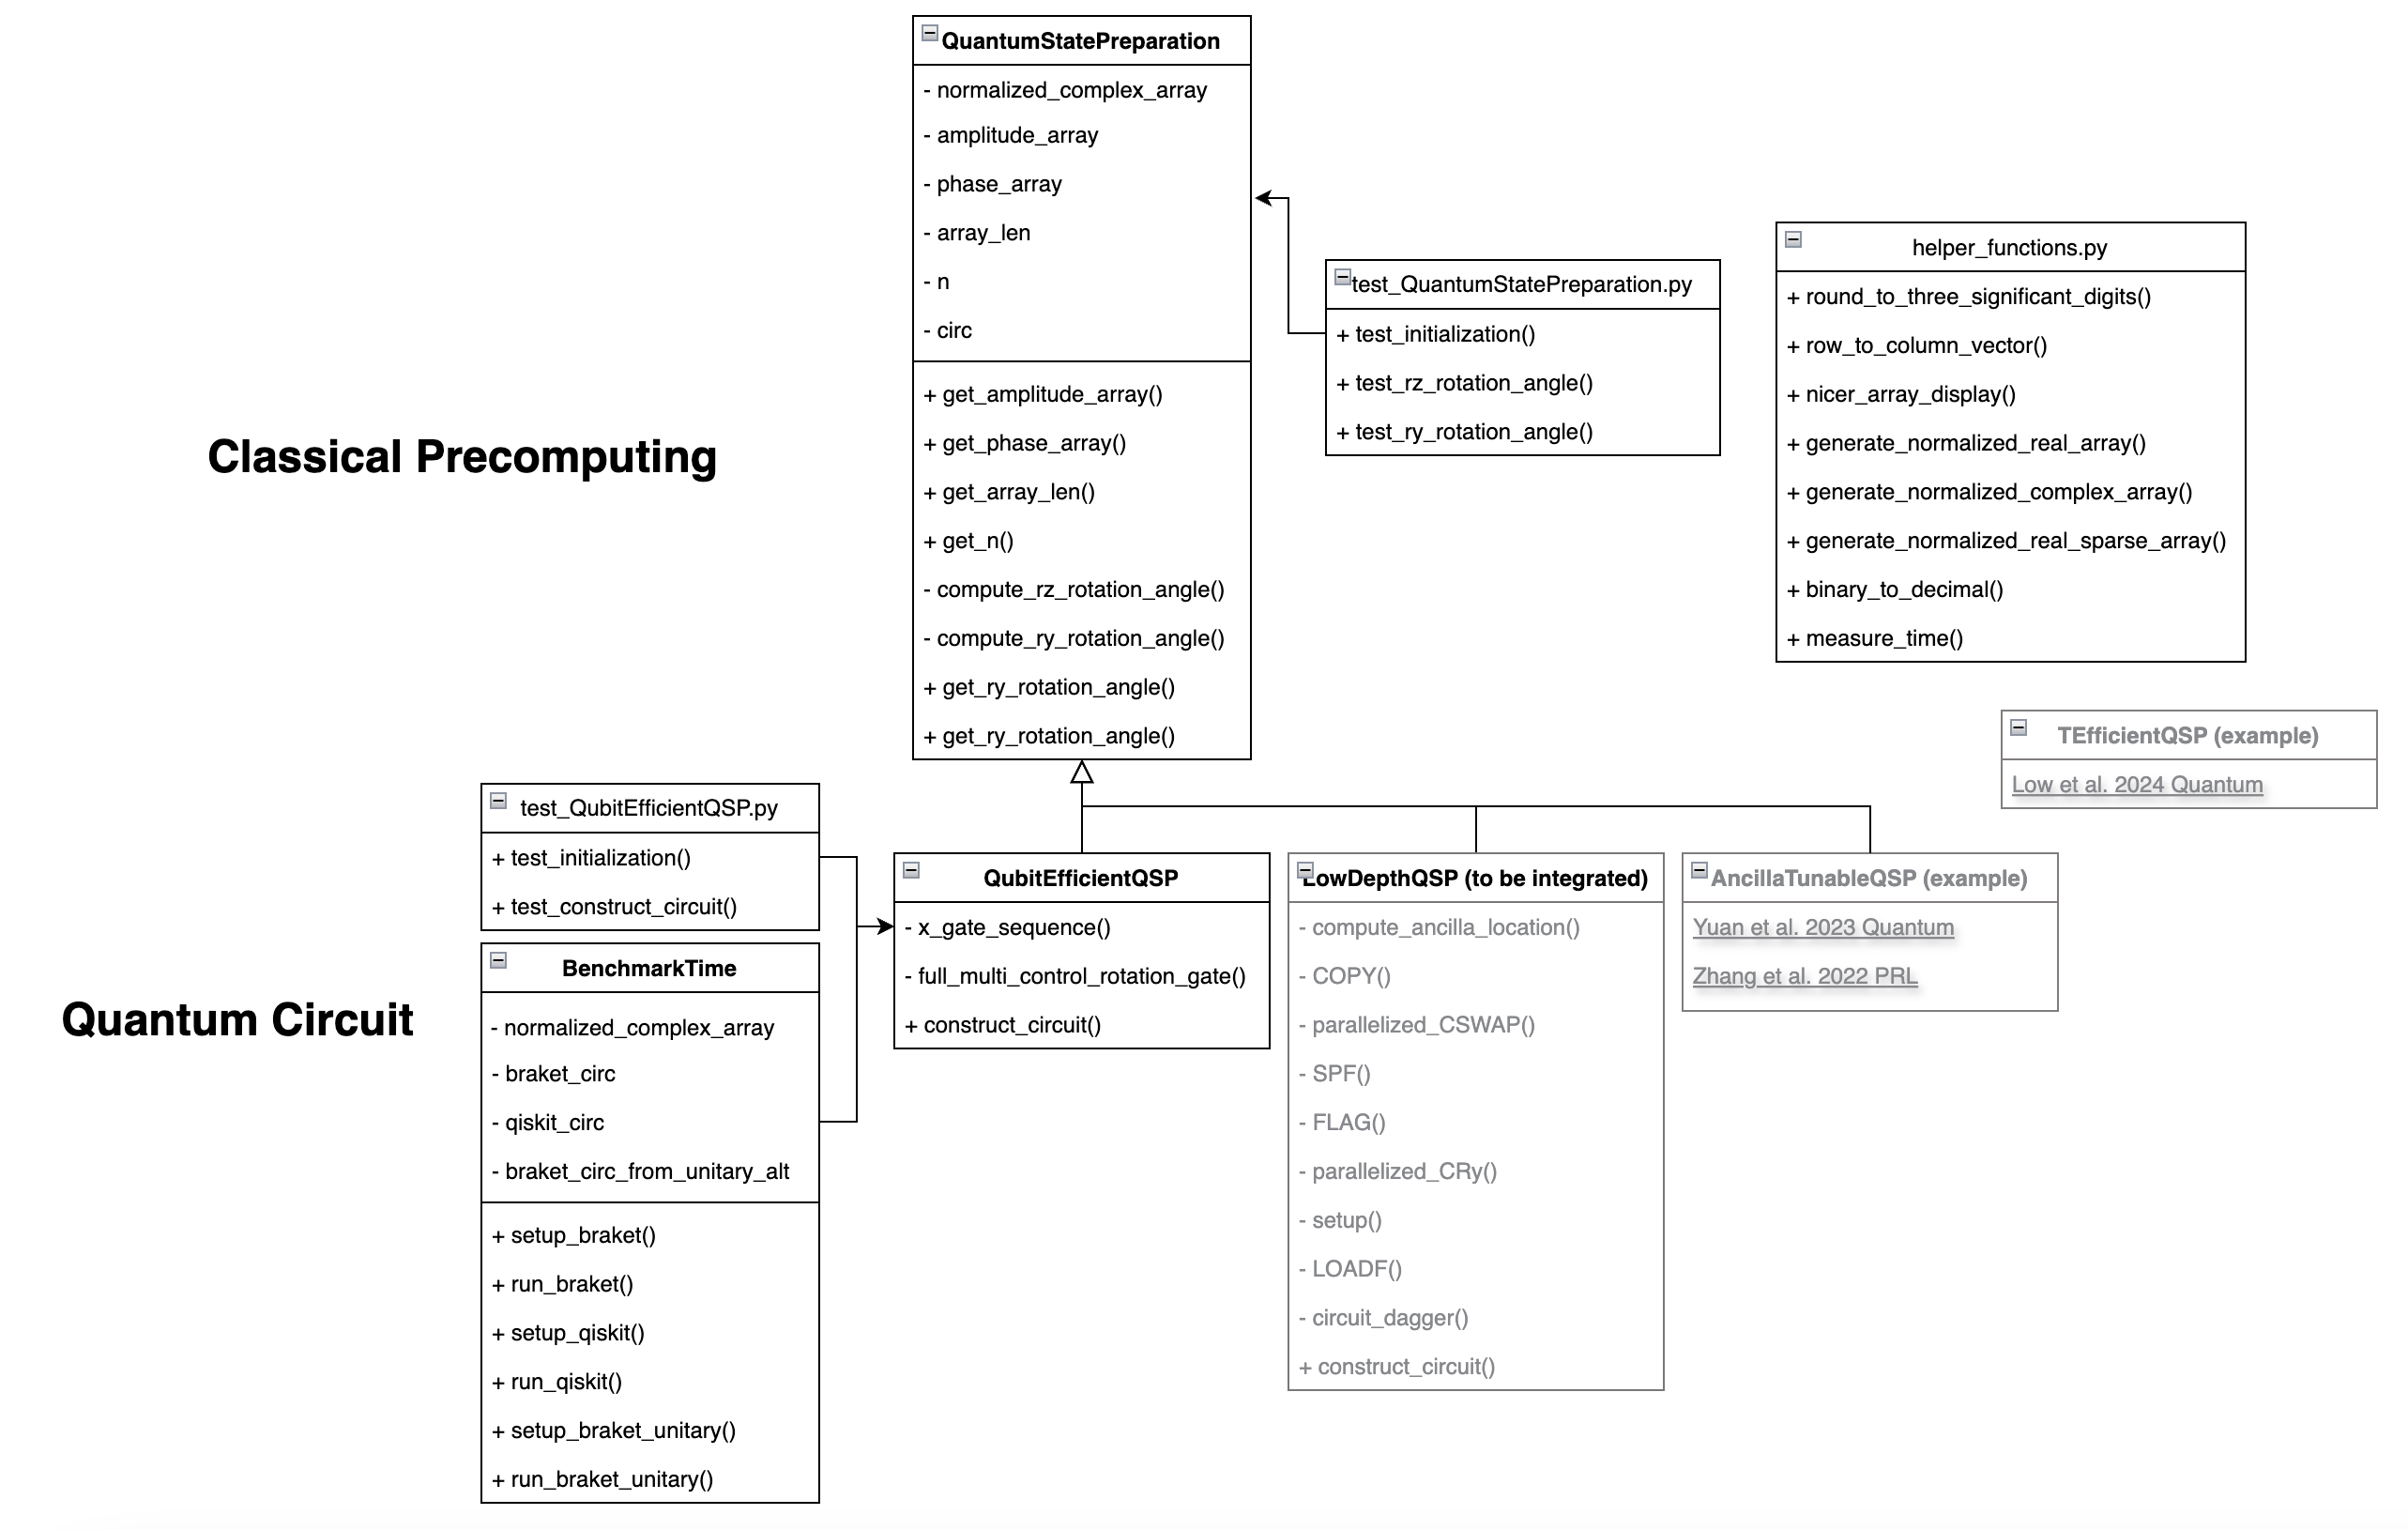 QuantumStatePreparation
- normalized_complex_array
- amplitude_array
- phase_array
- array_len
- n
- circ
+ get_amplitude_array()
+ get_phase_array()
+ get_array_len()
+ get_n()
- compute_rz_rotation_angle()
- compute_ry_rotation_angle()
+ get_ry_rotation_angle()
+ get_ry_rotation_angle()
test_QuantumStatePreparation.py
+ test_initialization()
+ test_rz_rotation_angle()
+ test_ry_rotation_angle()
helper_functions.py
+ round_to_three_significant_digits()
+ row_to_column_vector()
+ nicer_array_display()
+ generate_normalized_real_array()
+ generate_normalized_complex_array()
+ generate_normalized_real_sparse_array()
+ binary_to_decimal()
+ measure_time()
Classical Precomputing
TEfficientQSP (example)
Low et al. 2024 Quantum
test_QubitEfficientQSP.py
+ test_initialization()
+ test_construct_circuit()
BenchmarkTime
- normalized_complex_array
- braket_circ
- qiskit_circ
- braket_circ_from_unitary_alt
+ setup_braket()
+ run_braket()
+ setup_qiskit()
+ run_qiskit()
+ setup_braket_unitary()
+ run_braket_unitary()
Quantum Circuit
QubitEfficientQSP
- x_gate_sequence()
- full_multi_control_rotation_gate()
+ construct_circuit()
LowDepthQSP (to be integrated)
- compute_ancilla_location()
- COPY()
- parallelized_CSWAP()
- SPF()
- FLAG()
- parallelized_CRy()
- setup()
- LOADF()
- circuit_dagger()
+ construct_circuit()
AncillaTunableQSP (example)
Yuan et al. 2023 Quantum
Zhang et al. 2022 PRL